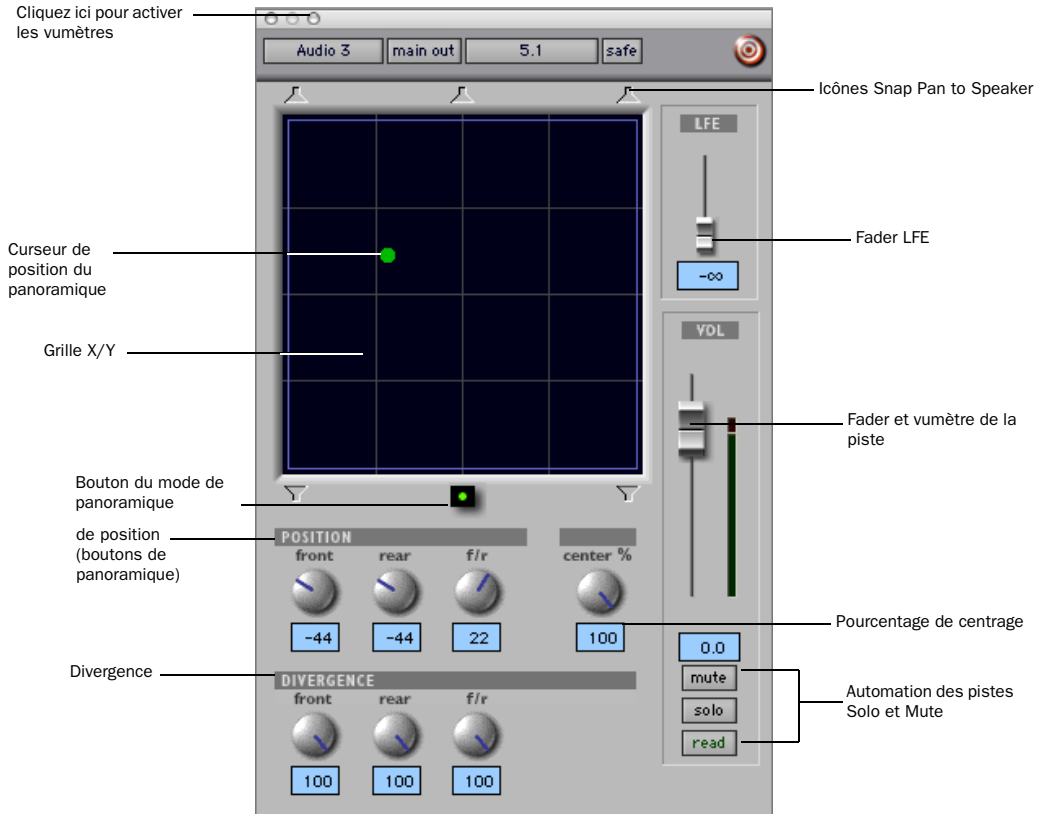 Cliquez ici pour activer
les vumètres
Audio 3 main out 5.1 safe
Icônes Snap Pan to Speaker
LFE
Fader LFE
-∞
Curseur de
position du
panoramique
Grille X/Y
VOL
Fader et vumètre de la
piste
Bouton du mode de
panoramique
de position
(boutons de
panoramique)
POSITION
front rear f/r center %
-44 -44 22 100
Pourcentage de centrage
0.0
mute
solo
read
Automation des pistes
Solo et Mute
Divergence
DIVERGENCE
front rear f/r
100 100 100